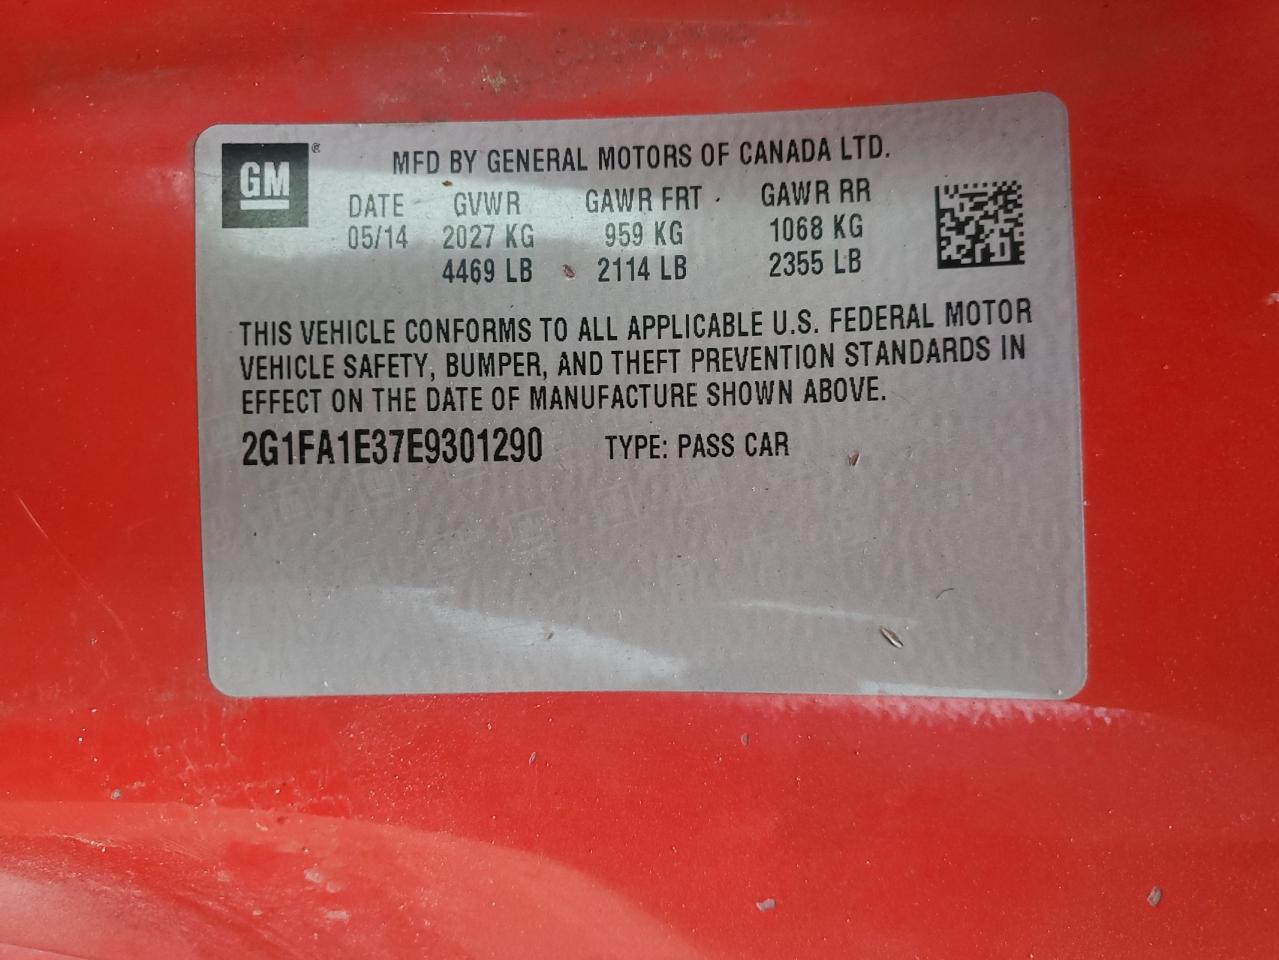 GM®
MFD BY GENERAL MOTORS OF CANADA LTD.
DATE GVWR GAWR FRT GAWR RR
05/14 2027 KG 959 KG 1068 KG
4469 LB 2114 LB 2355 LB
THIS VEHICLE CONFORMS TO ALL APPLICABLE U.S. FEDERAL MOTOR
VEHICLE SAFETY, BUMPER, AND THEFT PREVENTION STANDARDS IN
EFFECT ON THE DATE OF MANUFACTURE SHOWN ABOVE.
2G1FA1E37E9301290 TYPE: PASS CAR